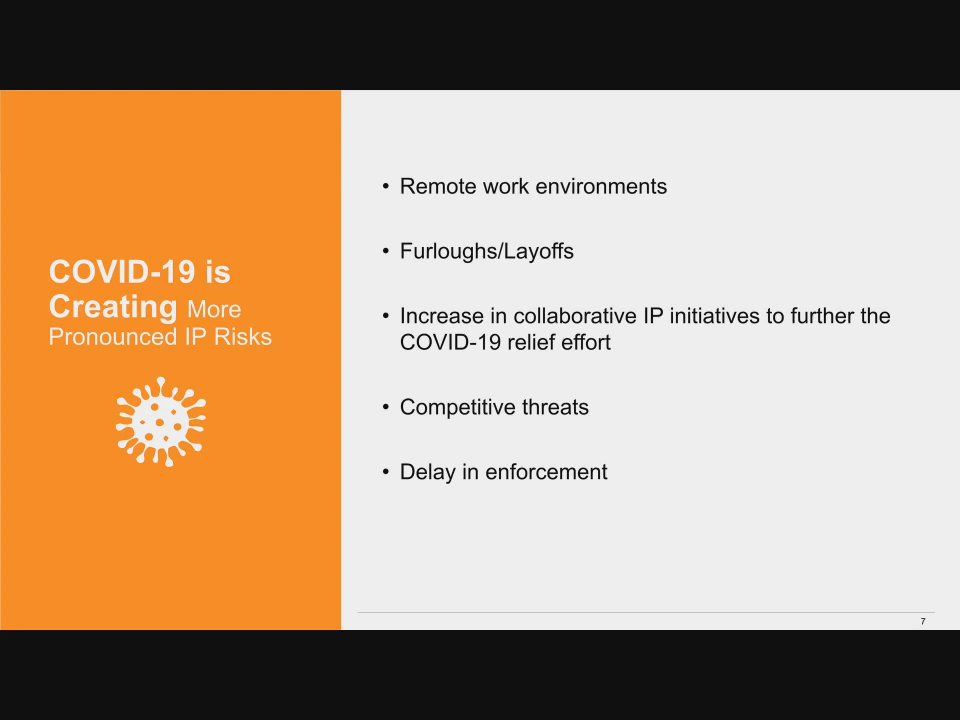 COVID-19 is
Creating More
Pronounced IP Risks
• Remote work environments
• Furloughs/Layoffs
• Increase in collaborative IP initiatives to further the
COVID-19 relief effort
• Competitive threats
• Delay in enforcement
7